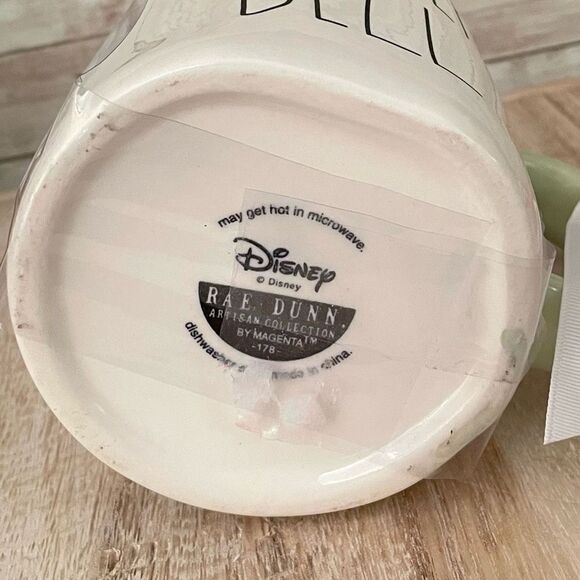 may get hot in microwave.
Disney
© Disney
RAE DUNN.
ARTISAN COLLECTION
BY MAGENTA™
-178-
dishwasher made in china.